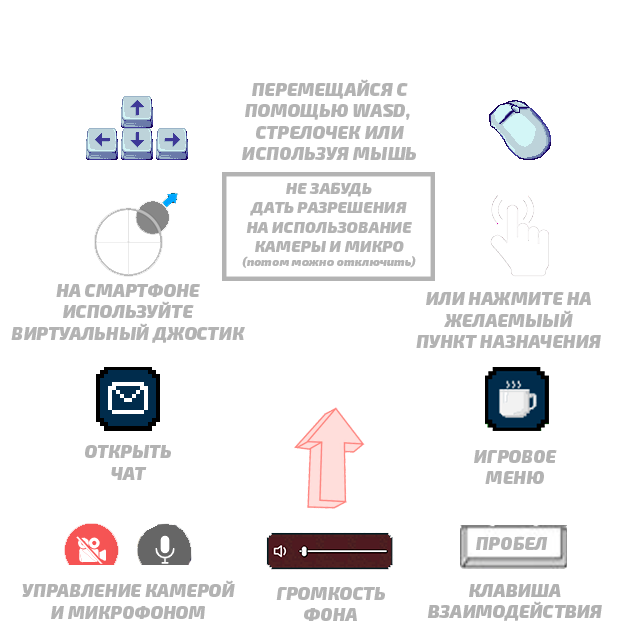 ПЕРЕМЕЩАЙСЯ С
ПОМОЩЬЮ WASD,
СТРЕЛОЧЕК ИЛИ
ИСПОЛЬЗУЯ МЫШЬ
НЕ ЗАБУДЬ
ДАТЬ РАЗРЕШЕНИЯ
НА ИСПОЛЬЗОВАНИЕ
КАМЕРЫ И МИКРО
(потом можно отключить)
НА СМАРТФОНЕ
ИСПОЛЬЗУЙТЕ
ВИРТУАЛЬНЫЙ ДЖОСТИК
ИЛИ НАЖМИТЕ НА
ЖЕЛАЕМЫЫЙ
ПУНКТ НАЗНАЧЕНИЯ
ОТКРЫТЬ
ЧАТ
ИГРОВОЕ
МЕНЮ
ПРОБЕЛ
УПРАВЛЕНИЕ КАМЕРОЙ
И МИКРОФОНОМ
ГРОМКОСТЬ
ФОНА
КЛАВИША
ВЗАИМОДЕЙСТВИЯ